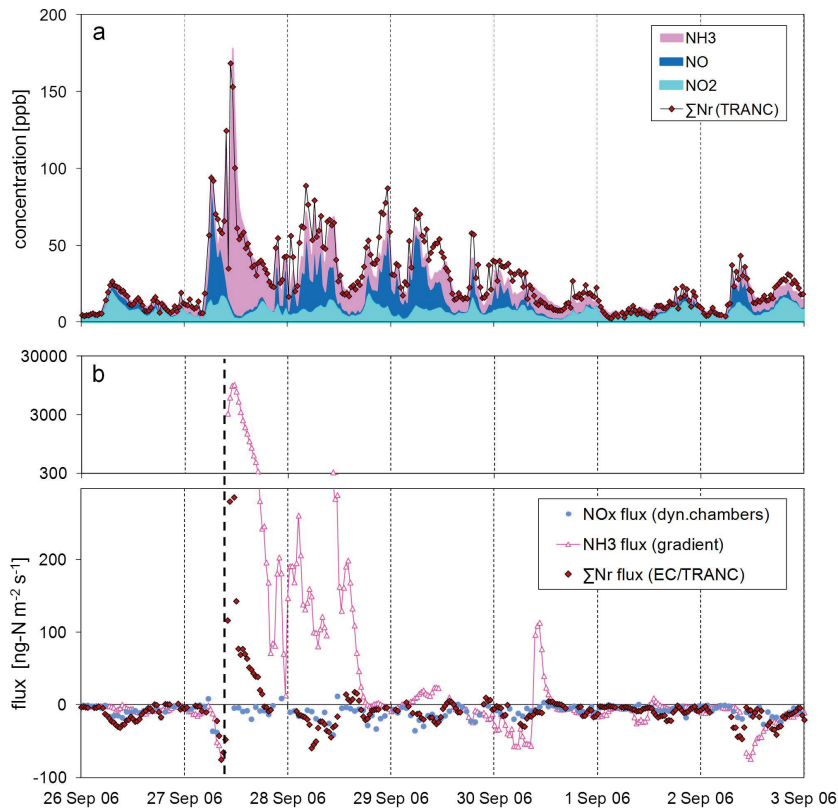 a
200
150
100
50
0
concentration [ppb]
NH3
NO
NO2
∑Nr (TRANC)
b
30000
3000
300
200
100
0
-100
flux [ng-N m⁻² s⁻¹]
NOx flux (dyn.chambers)
NH3 flux (gradient)
∑Nr flux (EC/TRANC)
26 Sep 06 27 Sep 06 28 Sep 06 29 Sep 06 30 Sep 06 1 Sep 06 2 Sep 06 3 Sep 06